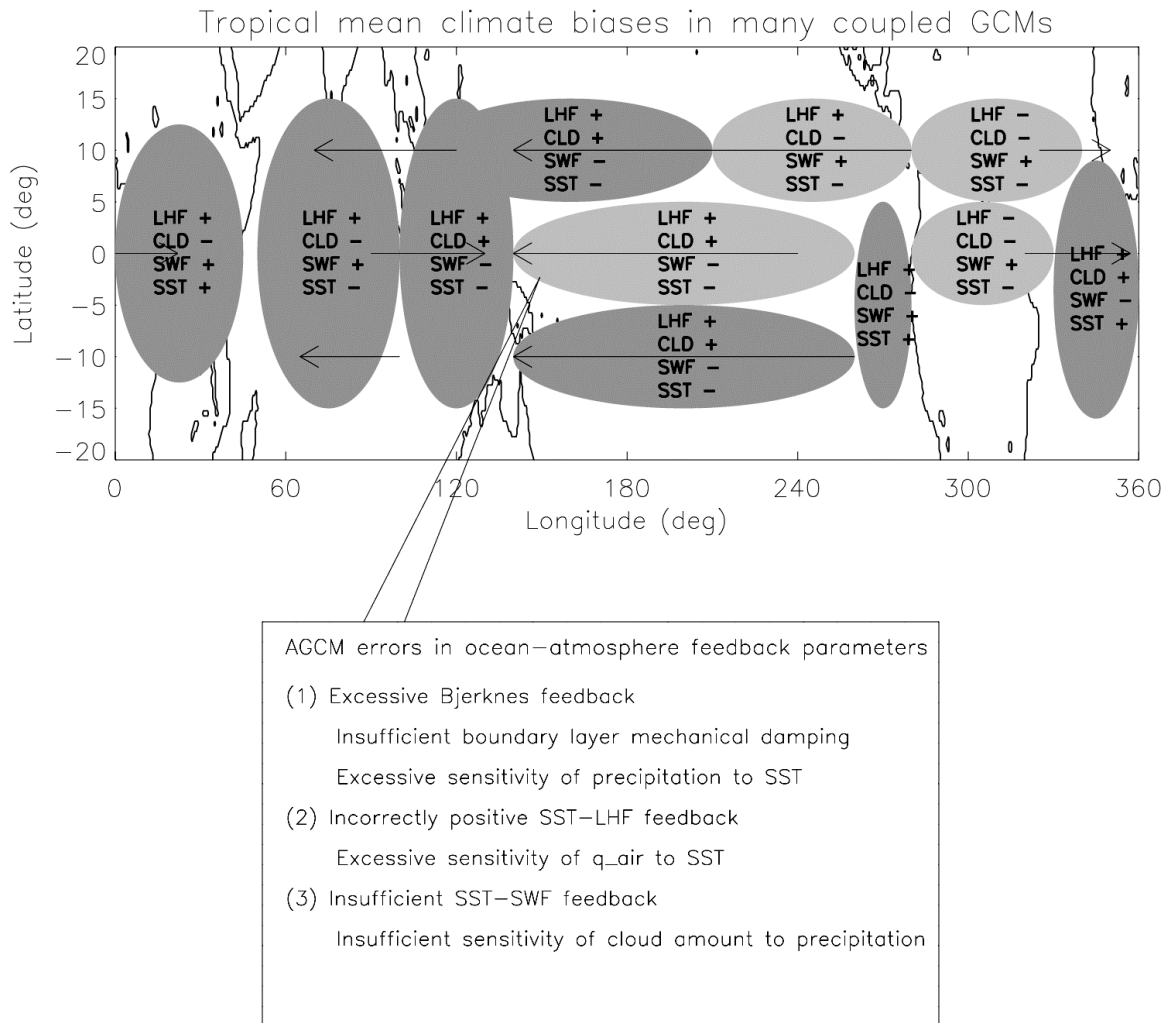 Tropical mean climate biases in many coupled GCMs
20
15
10
5
0
−5
−10
−15
−20
Latitude (deg)
LHF +
CLD −
SWF +
SST +
LHF +
CLD −
SWF +
SST −
LHF +
CLD +
SWF −
SST −
LHF +
CLD +
SWF −
SST −
LHF +
CLD −
SWF +
SST −
LHF −
CLD −
SWF +
SST −
LHF +
CLD +
SWF −
SST −
LHF +
CLD +
SWF −
SST −
LHF +
CLD −
SWF +
SST +
LHF −
CLD −
SWF +
SST −
LHF +
CLD +
SWF −
SST +
0
60
120
180
240
300
360
Longitude (deg)
AGCM errors in ocean−atmosphere feedback parameters
(1) Excessive Bjerknes feedback
Insufficient boundary layer mechanical damping
Excessive sensitivity of precipitation to SST
(2) Incorrectly positive SST−LHF feedback
Excessive sensitivity of q_air to SST
(3) Insufficient SST−SWF feedback
Insufficient sensitivity of cloud amount to precipitation